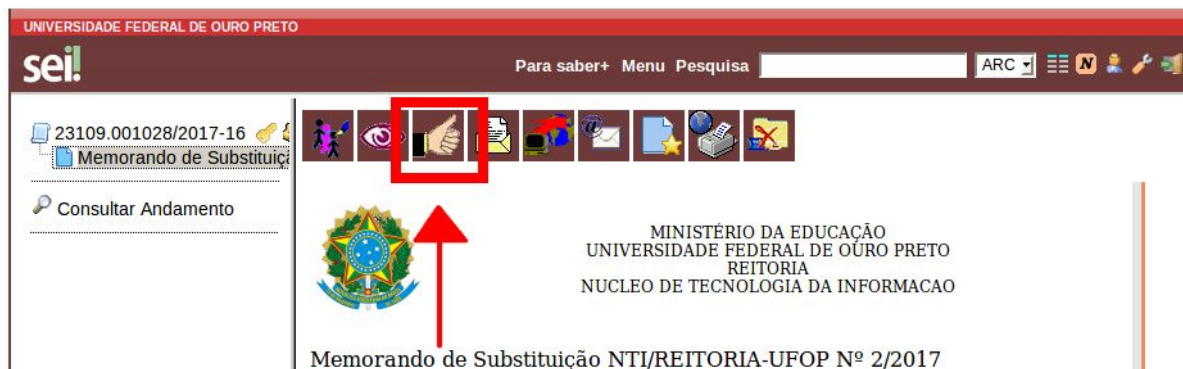 UNIVERSIDADE FEDERAL DE OURO PRETO
sei!
Para saber+ Menu Pesquisa
ARC
N
23109.001028/2017-16
Memorando de Substituiç
Consultar Andamento
@
MINISTÉRIO DA EDUCAÇÃO
UNIVERSIDADE FEDERAL DE OURO PRETO
REITORIA
NUCLEO DE TECNOLOGIA DA INFORMACAO
Memorando de Substituição NTI/REITORIA-UFOP Nº 2/2017